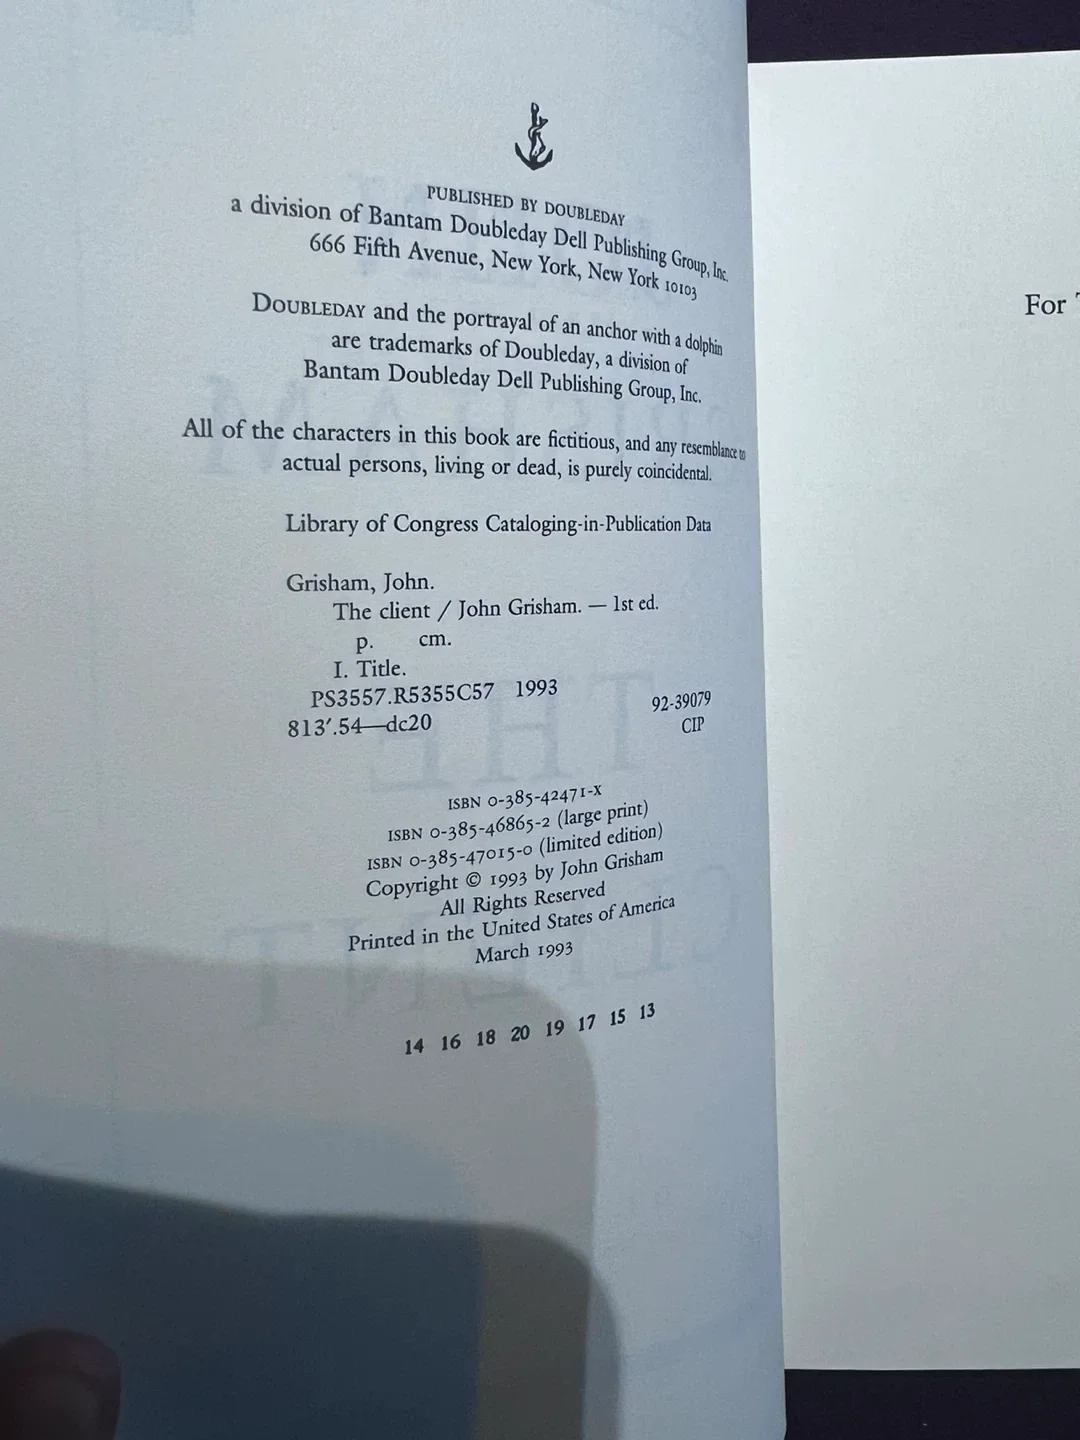 PUBLISHED BY DOUBLEDAY
a division of Bantam Doubleday Dell Publishing Group, Inc.
666 Fifth Avenue, New York, New York 10103
DOUBLEDAY and the portrayal of an anchor with a dolphin
are trademarks of Doubleday, a division of
Bantam Doubleday Dell Publishing Group, Inc.
All of the characters in this book are fictitious, and any resemblance to
actual persons, living or dead, is purely coincidental.
Library of Congress Cataloging-in-Publication Data
Grisham, John.
The client / John Grisham. — 1st ed.
p. cm.
I. Title.
PS3557.R5355C57 1993
92-39079
813′.54—dc20
CIP
ISBN 0-385-42471-X
ISBN 0-385-46865-2 (large print)
ISBN 0-385-47015-0 (limited edition)
Copyright © 1993 by John Grisham
All Rights Reserved
Printed in the United States of America
March 1993
14 16 18 20 19 17 15 13
For